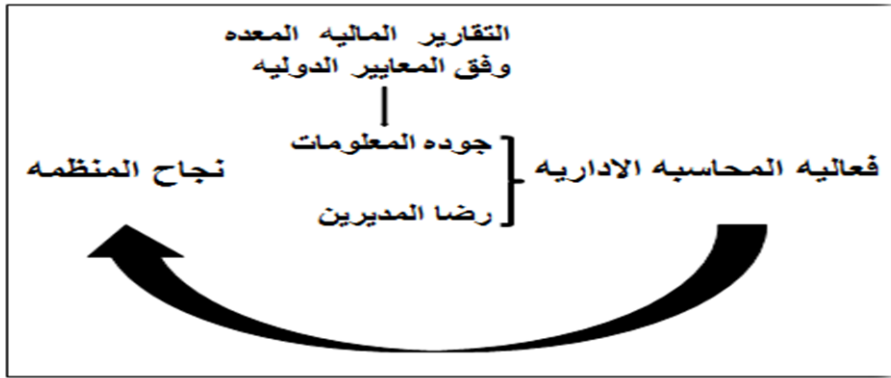 التقارير الماليه المعده
وفق المعايير الدوليه
جوده المعلومات
فعاليه المحاسبه الاداريه
نجاح المنظمه
رضا المديرين